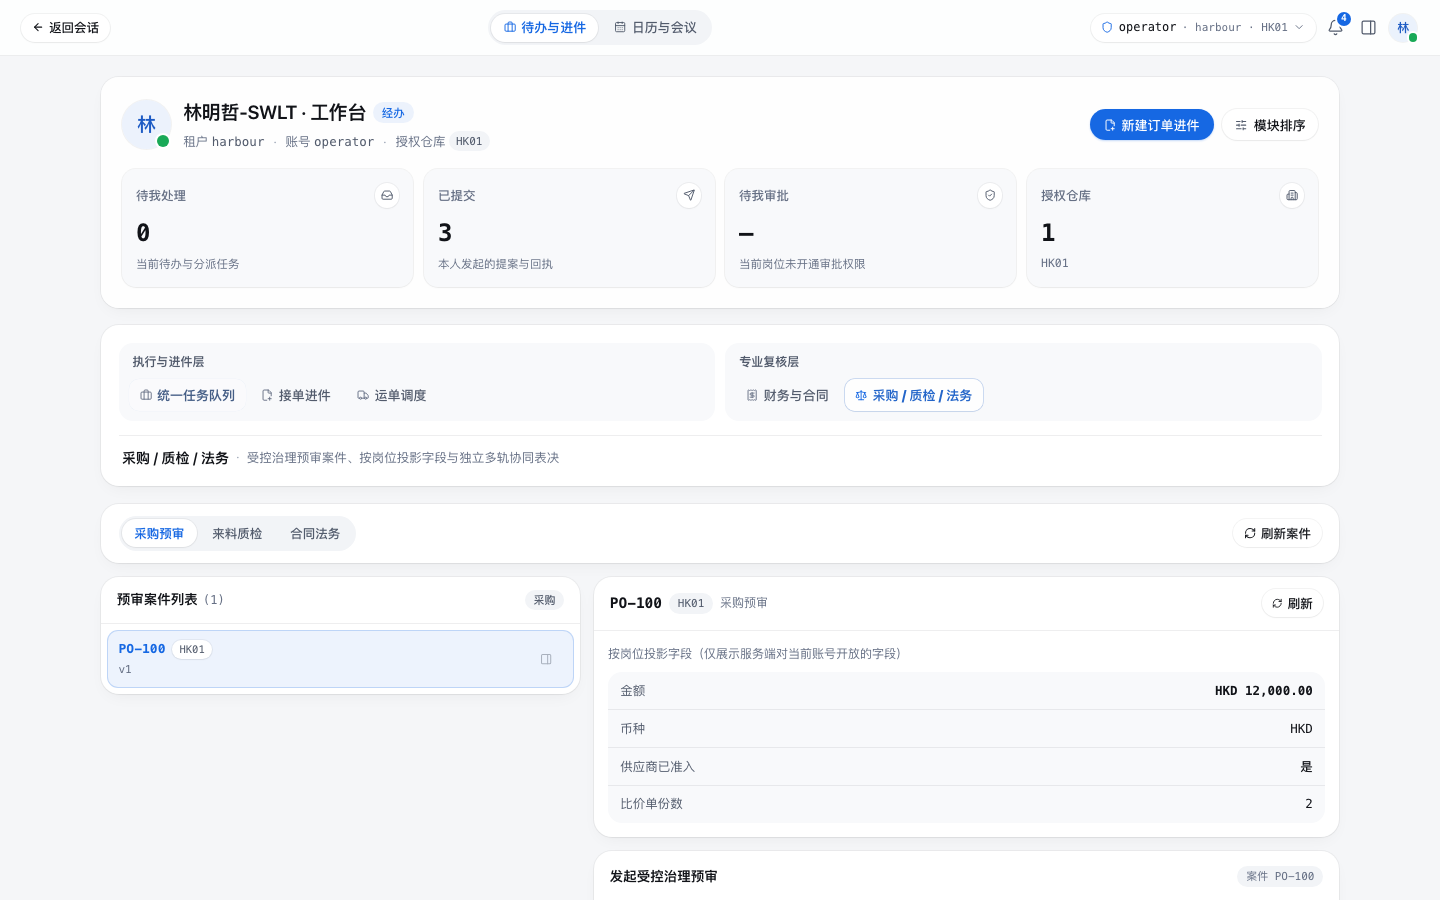 返回会话
待办与进件
日历与会议
operator · harbour · HK01
4
林
林
林明哲-SWLT · 工作台 经办
租户 harbour · 账号 operator · 授权仓库 HK01
新建订单进件
模块排序
待我处理
0
当前待办与分派任务
已提交
3
本人发起的提案与回执
待我审批
—
当前岗位未开通审批权限
授权仓库
1
HK01
执行与进件层
统一任务队列 接单进件 运单调度
专业复核层
财务与合同 采购 / 质检 / 法务
采购 / 质检 / 法务 · 受控治理预审案件、按岗位投影字段与独立多轨协同表决
采购预审 来料质检 合同法务
刷新案件
预审案件列表 (1)
采购
PO-100 HK01
v1
PO-100 HK01 采购预审
刷新
按岗位投影字段（仅展示服务端对当前账号开放的字段）
金额 HKD 12,000.00
币种 HKD
供应商已准入 是
比价单份数 2
发起受控治理预审
案件 PO-100